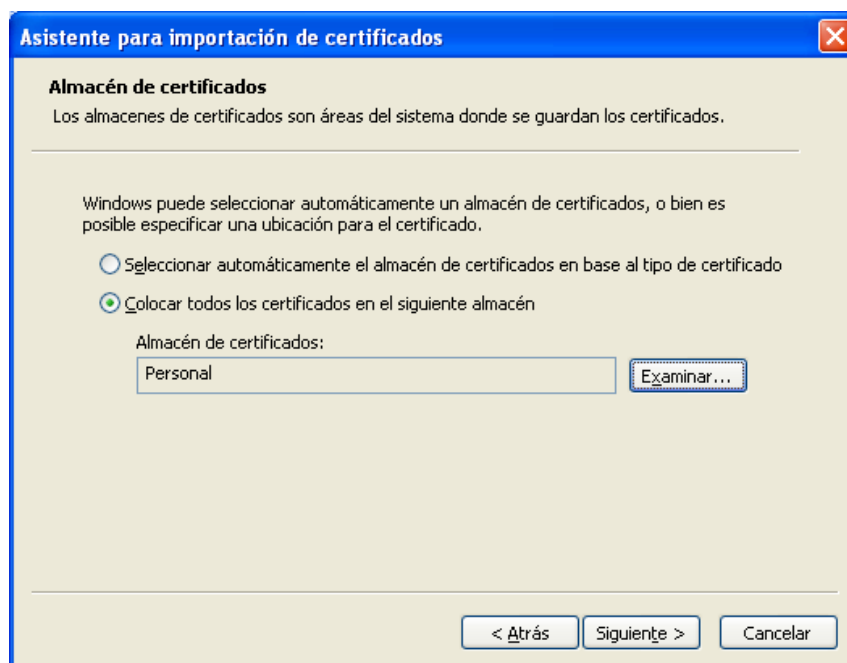 Asistente para importación de certificados
Almacén de certificados
Los almacenes de certificados son áreas del sistema donde se guardan los certificados.
Windows puede seleccionar automáticamente un almacén de certificados, o bien es
posible especificar una ubicación para el certificado.
Seleccionar automáticamente el almacén de certificados en base al tipo de certificado
Colocar todos los certificados en el siguiente almacén
Almacén de certificados:
Personal
Examinar...
< Atrás
Siguiente >
Cancelar